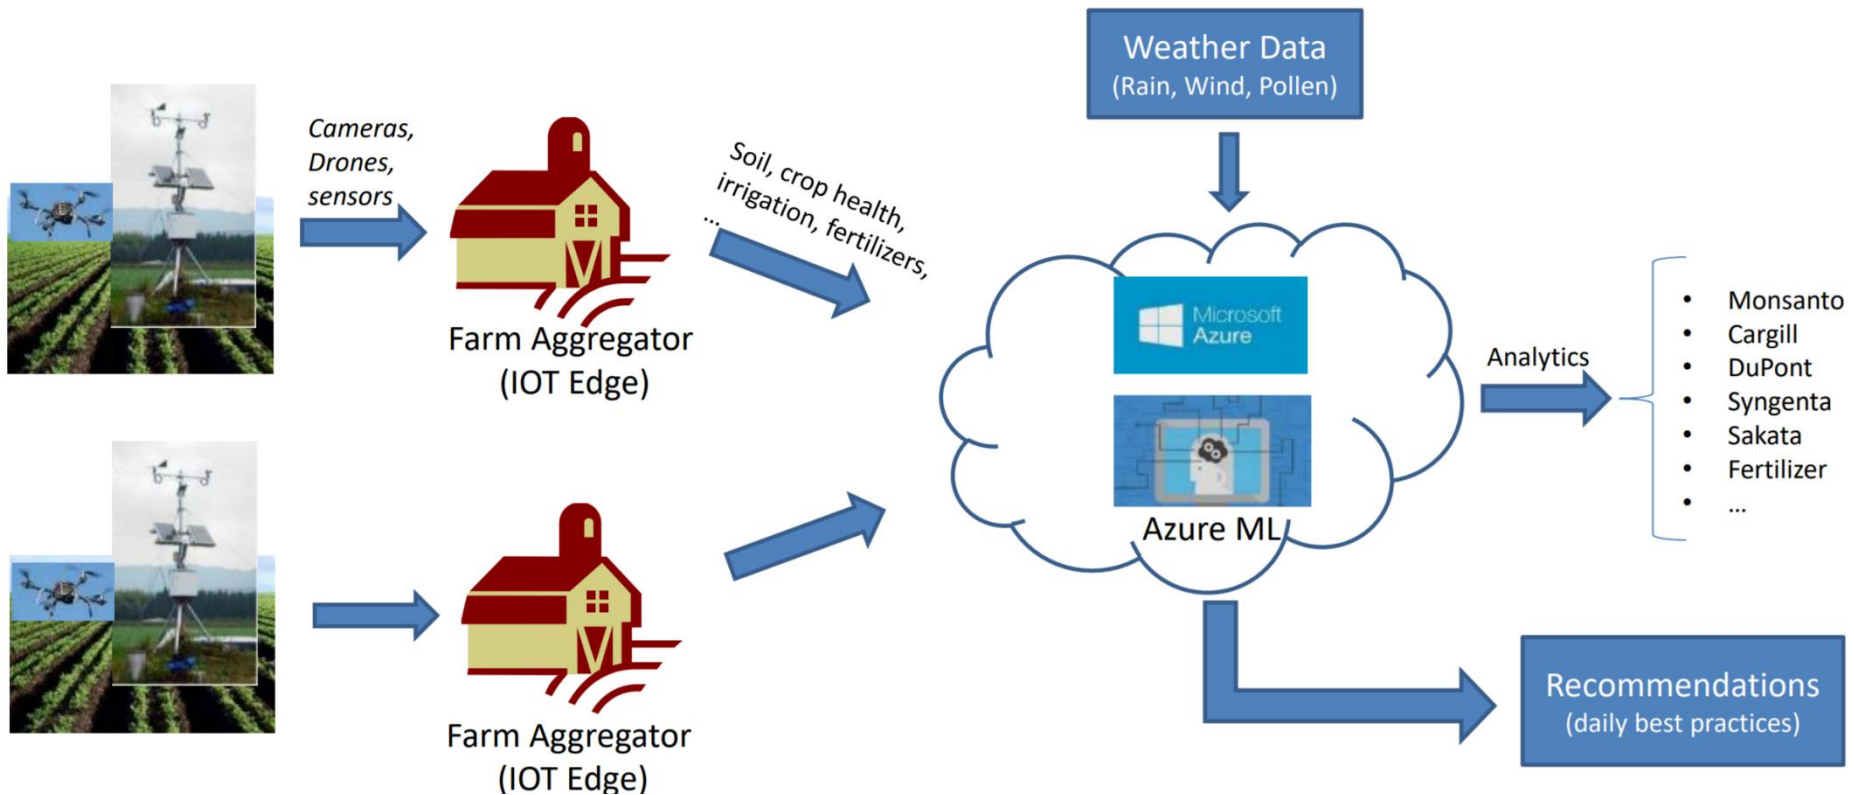 Weather Data
(Rain, Wind, Pollen)
Cameras,
Drones,
sensors
Soil, crop health,
irrigation, fertilizers,
...
Farm Aggregator
(IOT Edge)
Microsoft
Azure
Azure ML
Analytics
• Monsanto
• Cargill
• DuPont
• Syngenta
• Sakata
• Fertilizer
• ...
Farm Aggregator
(IOT Edge)
Recommendations
(daily best practices)